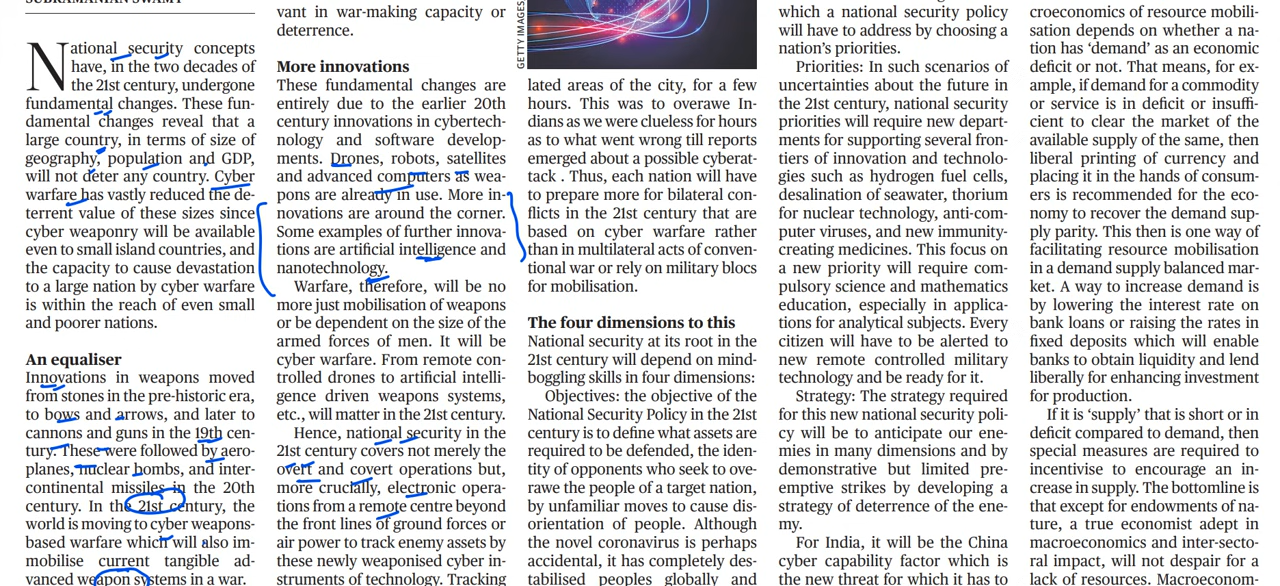 SUBRAMANIAN SWAMY
National security concepts
have, in the two decades of
the 21st century, undergone
fundamental changes. These fun-
damental changes reveal that a
large country, in terms of size of
geography, population and GDP,
will not deter any country. Cyber
warfare has vastly reduced the de-
terrent value of these sizes since
cyber weaponry will be available
even to small island countries, and
the capacity to cause devastation
to a large nation by cyber warfare
is within the reach of even small
and poorer nations.
An equaliser
Innovations in weapons moved
from stones in the pre-historic era,
to bows and arrows, and later to
cannons and guns in the 19th cen-
tury. These were followed by aero-
planes, nuclear bombs, and inter-
continental missiles in the 20th
century. In the 21st century, the
world is moving to cyber weapons-
based warfare which will also im-
mobilise current tangible ad-
vanced weapon systems in a war.
vant in war-making capacity or
deterrence.
More innovations
These fundamental changes are
entirely due to the earlier 20th
century innovations in cybertech-
nology and software develop-
ments. Drones, robots, satellites
and advanced computers as wea-
pons are already in use. More in-
novations are around the corner.
Some examples of further innova-
tions are artificial intelligence and
nanotechnology.
Warfare, therefore, will be no
more just mobilisation of weapons
or be dependent on the size of the
armed forces of men. It will be
cyber warfare. From remote con-
trolled drones to artificial intelli-
gence driven weapons systems,
etc., will matter in the 21st century.
Hence, national security in the
21st century covers not merely the
overt and covert operations but,
more crucially, electronic opera-
tions from a remote centre beyond
the front lines of ground forces or
air power to track enemy assets by
these newly weaponised cyber in-
struments of technology. Tracking
GETTY IMAGES
lated areas of the city, for a few
hours. This was to overawe In-
dians as we were clueless for hours
as to what went wrong till reports
emerged about a possible cyberat-
tack . Thus, each nation will have
to prepare more for bilateral con-
flicts in the 21st century that are
based on cyber warfare rather
than in multilateral acts of conven-
tional war or rely on military blocs
for mobilisation.
The four dimensions to this
National security at its root in the
21st century will depend on mind-
boggling skills in four dimensions:
Objectives: the objective of the
National Security Policy in the 21st
century is to define what assets are
required to be defended, the iden-
tity of opponents who seek to ove-
rawe the people of a target nation,
by unfamiliar moves to cause dis-
orientation of people. Although
the novel coronavirus is perhaps
accidental, it has completely des-
tabilised peoples globally and
which a national security policy
will have to address by choosing a
nation's priorities.
Priorities: In such scenarios of
uncertainties about the future in
the 21st century, national security
priorities will require new depart-
ments for supporting several fron-
tiers of innovation and technolo-
gies such as hydrogen fuel cells,
desalination of seawater, thorium
for nuclear technology, anti-com-
puter viruses, and new immunity-
creating medicines. This focus on
a new priority will require com-
pulsory science and mathematics
education, especially in applica-
tions for analytical subjects. Every
citizen will have to be alerted to
new remote controlled military
technology and be ready for it.
Strategy: The strategy required
for this new national security poli-
cy will be to anticipate our ene-
mies in many dimensions and by
demonstrative but limited pre-
emptive strikes by developing a
strategy of deterrence of the ene-
my.
For India, it will be the China
cyber capability factor which is
the new threat for which it has to
croeconomics of resource mobili-
sation depends on whether a na-
tion has 'demand' as an economic
deficit or not. That means, for ex-
ample, if demand for a commodity
or service is in deficit or insuffi-
cient to clear the market of the
available supply of the same, then
liberal printing of currency and
placing it in the hands of consum-
ers is recommended for the eco-
nomy to recover the demand sup-
ply parity. This then is one way of
facilitating resource mobilisation
in a demand supply balanced mar-
ket. A way to increase demand is
by lowering the interest rate on
bank loans or raising the rates in
fixed deposits which will enable
banks to obtain liquidity and lend
liberally for enhancing investment
for production.
If it is 'supply' that is short or in
deficit compared to demand, then
special measures are required to
incentivise to encourage an in-
crease in supply. The bottomline is
that except for endowments of na-
ture, a true economist adept in
macroeconomics and inter-secto-
ral impact, will not despair for a
lack of resources. Macroeconom-